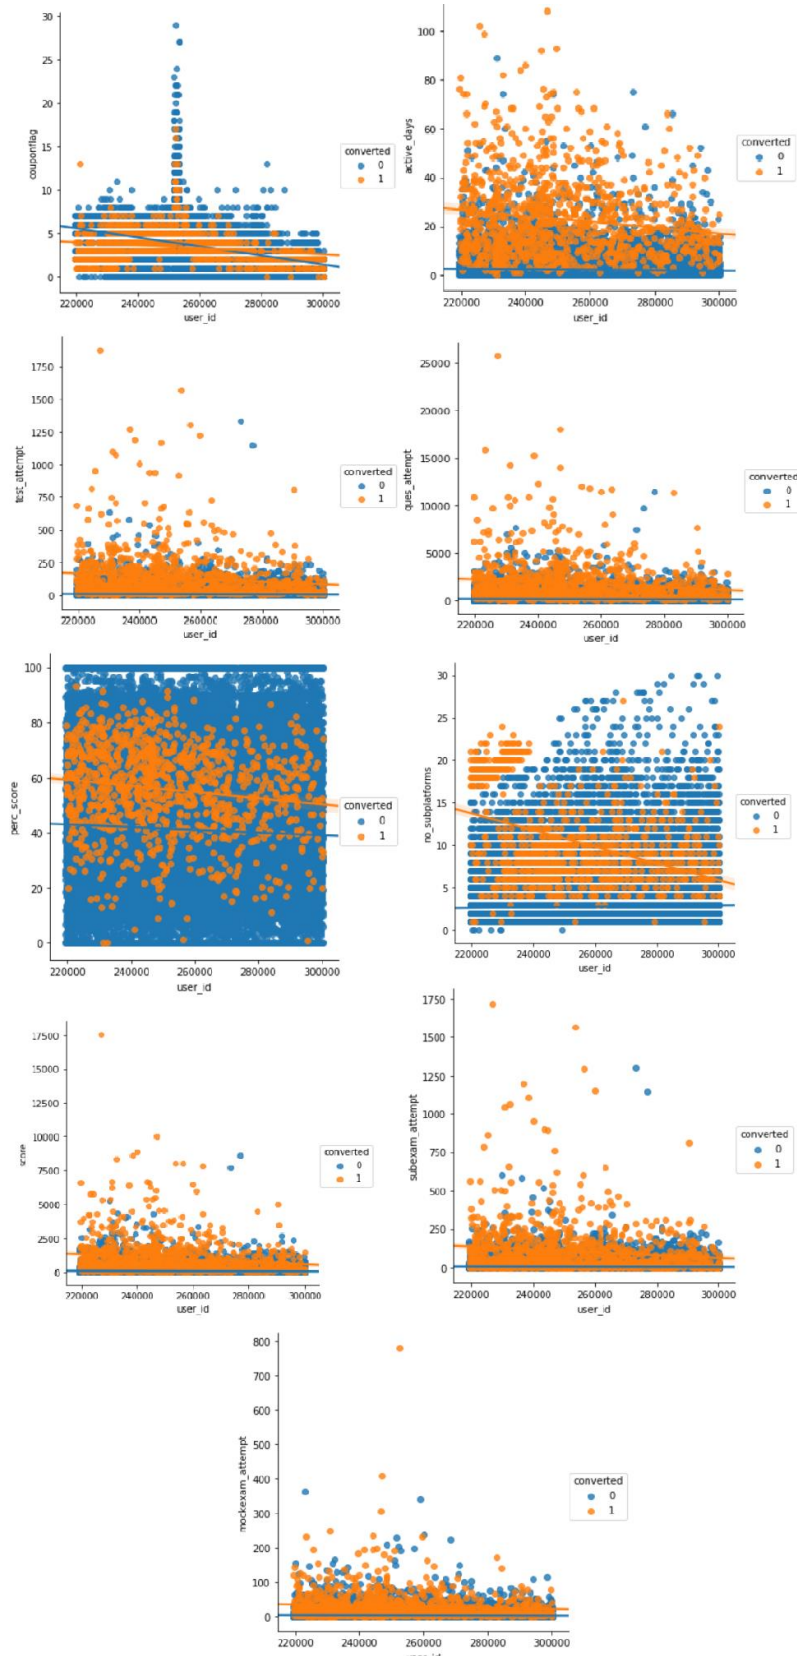 30
25
20
15
10
5
0
couponflag
220000 240000 260000 280000 300000
user_id
converted
0
1
100
80
60
40
20
0
active_days
220000 240000 260000 280000 300000
user_id
converted
0
1
1750
1500
1250
1000
750
500
250
0
test_attempt
220000 240000 260000 280000 300000
user_id
converted
0
1
25000
20000
15000
10000
5000
0
ques_attempt
220000 240000 260000 280000 300000
user_id
converted
0
1
100
80
60
40
20
0
perc_score
220000 240000 260000 280000 300000
user_id
converted
0
1
30
25
20
15
10
5
0
no_subplatforms
220000 240000 260000 280000 300000
user_id
converted
0
1
17500
15000
12500
10000
7500
5000
2500
0
score
220000 240000 260000 280000 300000
user_id
converted
0
1
1750
1500
1250
1000
750
500
250
0
subexam_attempt
220000 240000 260000 280000 300000
user_id
converted
0
1
800
700
600
500
400
300
200
100
0
mockexam_attempt
220000 240000 260000 280000 300000
converted
0
1